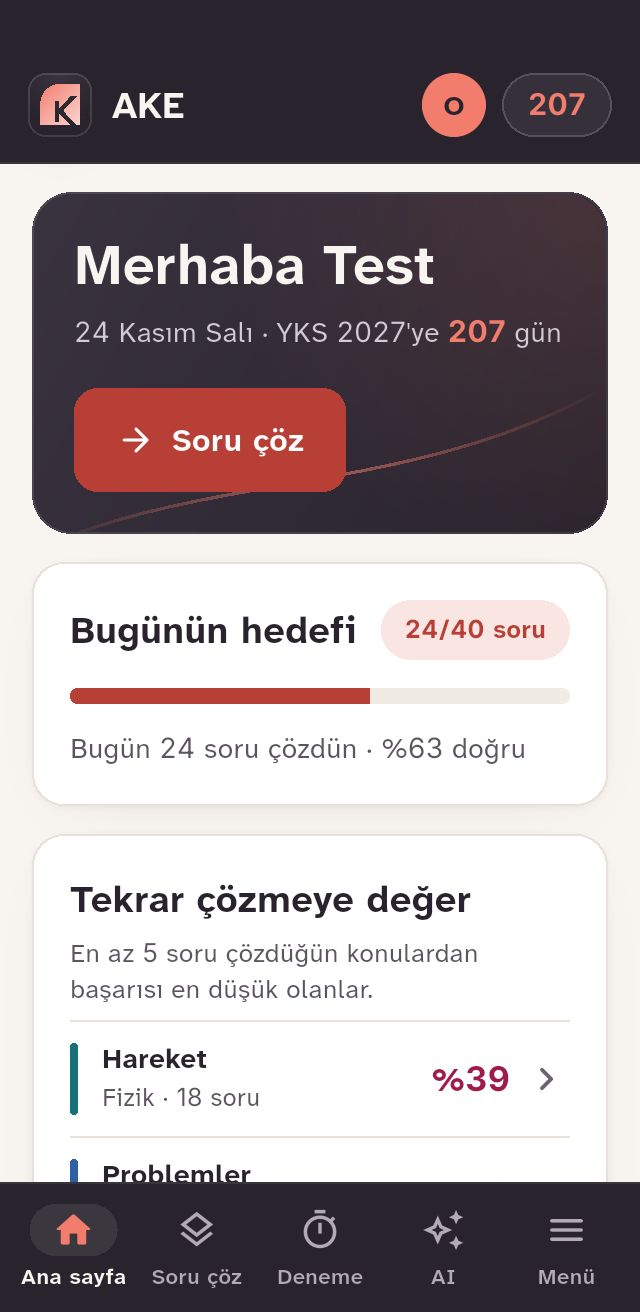 K
AKE
O
207
Merhaba Test
24 Kasım Salı · YKS 2027'ye 207 gün
Soru çöz
Bugünün hedefi
24/40 soru
Bugün 24 soru çözdün · %63 doğru
Tekrar çözmeye değer
En az 5 soru çözdüğün konulardan
başarısı en düşük olanlar.
Hareket
%39
Fizik · 18 soru
Problemler
Ana sayfa
Soru çöz
Deneme
AI
Menü